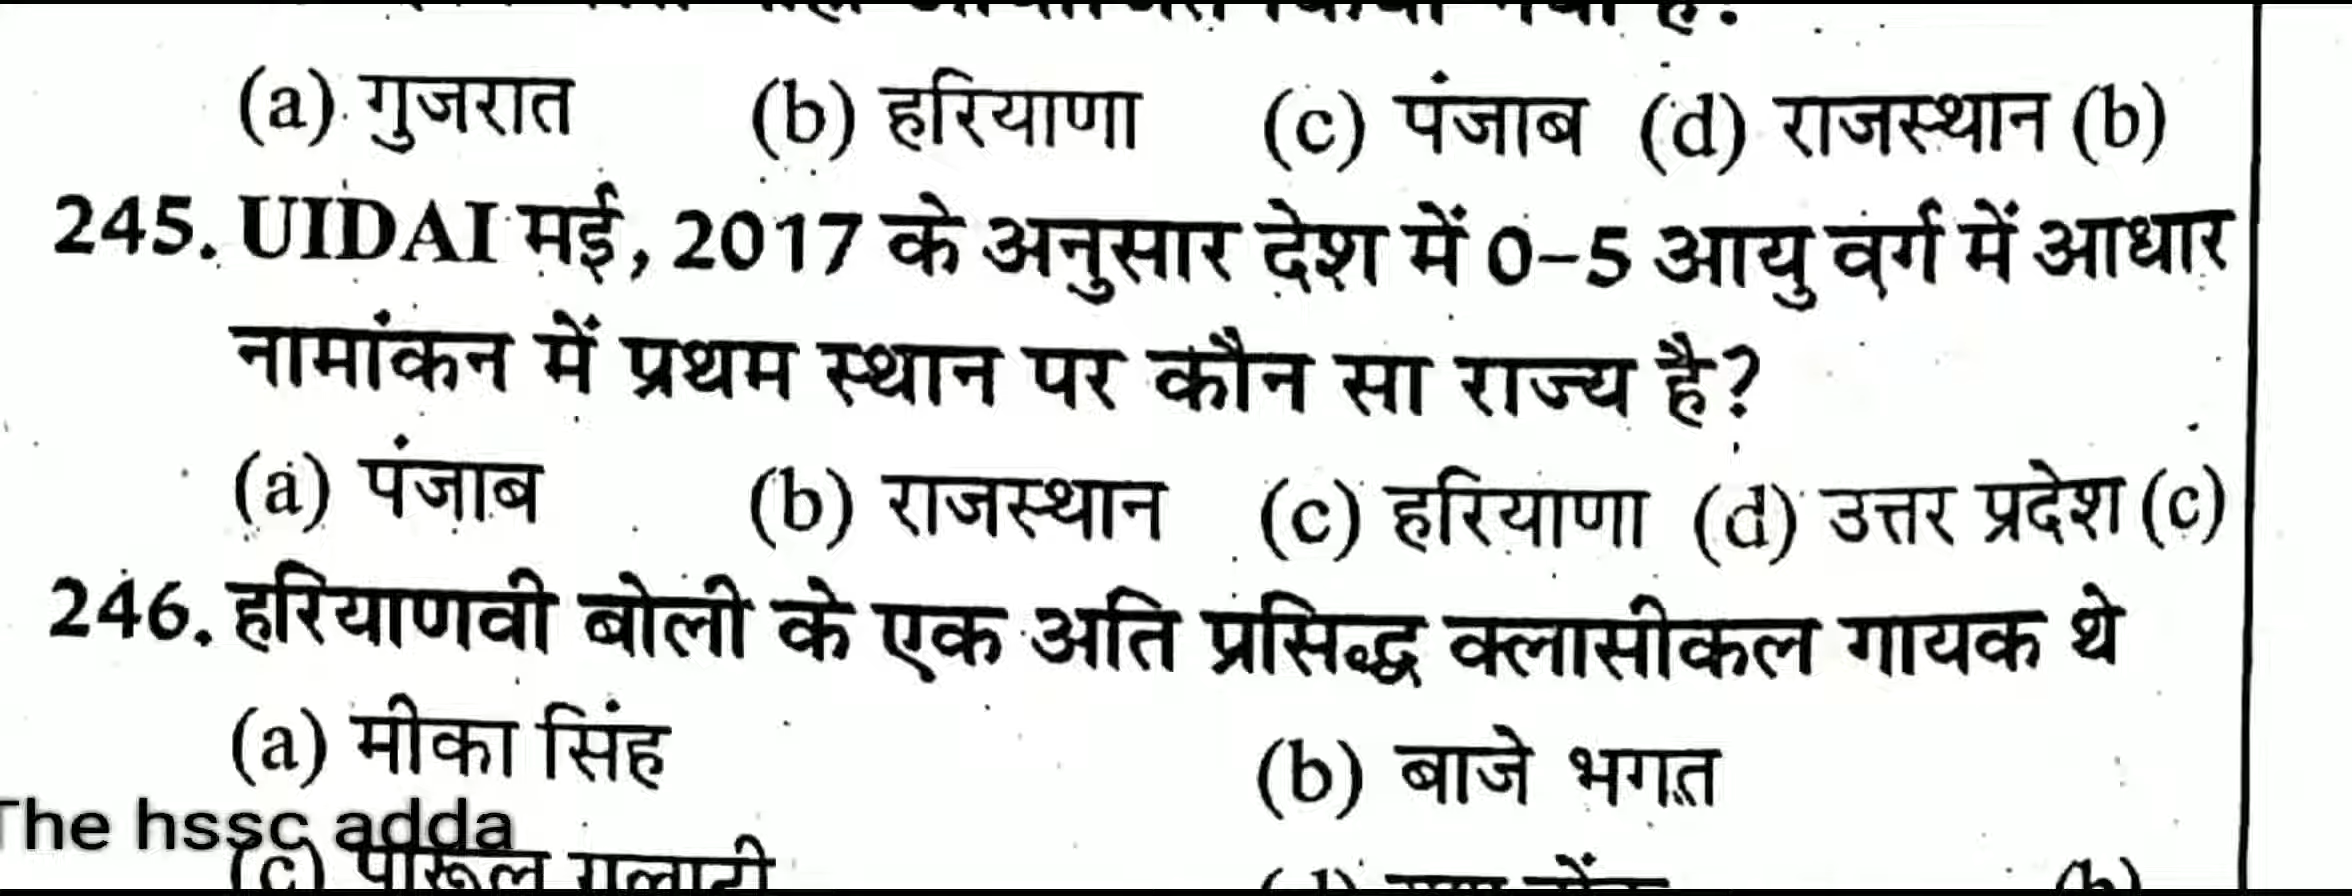 (a) गुजरात (b) हरियाणा (c) पंजाब (d) राजस्थान (b)
245. UIDAI मई, 2017 के अनुसार देश में 0-5 आयु वर्ग में आधार
नामांकन में प्रथम स्थान पर कौन सा राज्य है?
(a) पंजाब (b) राजस्थान (c) हरियाणा (d) उत्तर प्रदेश (c)
246. हरियाणवी बोली के एक अति प्रसिद्ध क्लासीकल गायक थे
(a) मीका सिंह (b) बाजे भगत
The hssc adda
(c) (b)